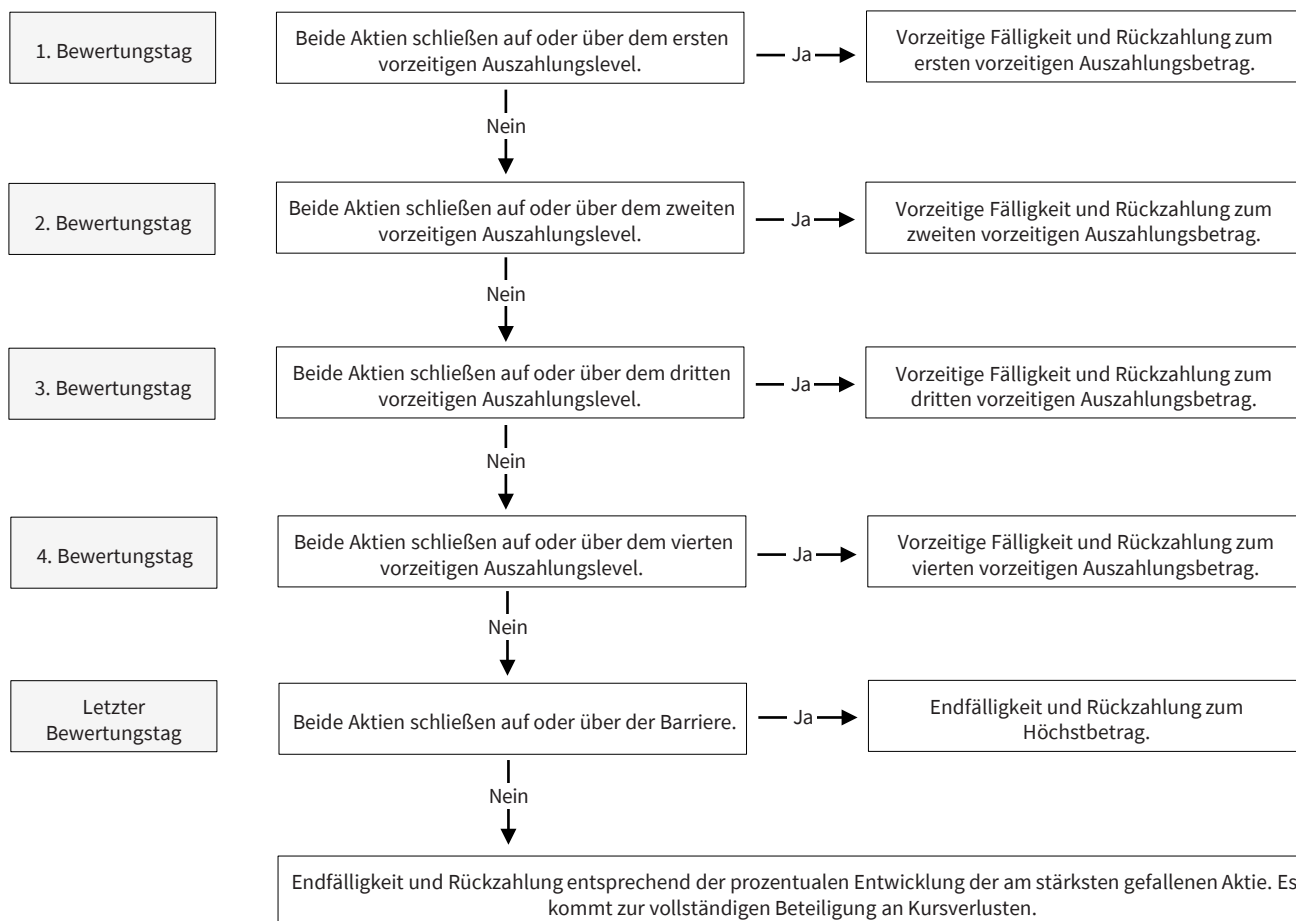 1. Bewertungstag
Beide Aktien schließen auf oder über dem ersten
vorzeitigen Auszahlungslevel.
Ja
Vorzeitige Fälligkeit und Rückzahlung zum
ersten vorzeitigen Auszahlungsbetrag.
Nein
2. Bewertungstag
Beide Aktien schließen auf oder über dem zweiten
vorzeitigen Auszahlungslevel.
Ja
Vorzeitige Fälligkeit und Rückzahlung zum
zweiten vorzeitigen Auszahlungsbetrag.
Nein
3. Bewertungstag
Beide Aktien schließen auf oder über dem dritten
vorzeitigen Auszahlungslevel.
Ja
Vorzeitige Fälligkeit und Rückzahlung zum
dritten vorzeitigen Auszahlungsbetrag.
Nein
4. Bewertungstag
Beide Aktien schließen auf oder über dem vierten
vorzeitigen Auszahlungslevel.
Ja
Vorzeitige Fälligkeit und Rückzahlung zum
vierten vorzeitigen Auszahlungsbetrag.
Nein
Letzter
Bewertungstag
Beide Aktien schließen auf oder über der Barriere.
Ja
Endfälligkeit und Rückzahlung zum
Höchstbetrag.
Nein
Endfälligkeit und Rückzahlung entsprechend der prozentualen Entwicklung der am stärksten gefallenen Aktie. Es
kommt zur vollständigen Beteiligung an Kursverlusten.